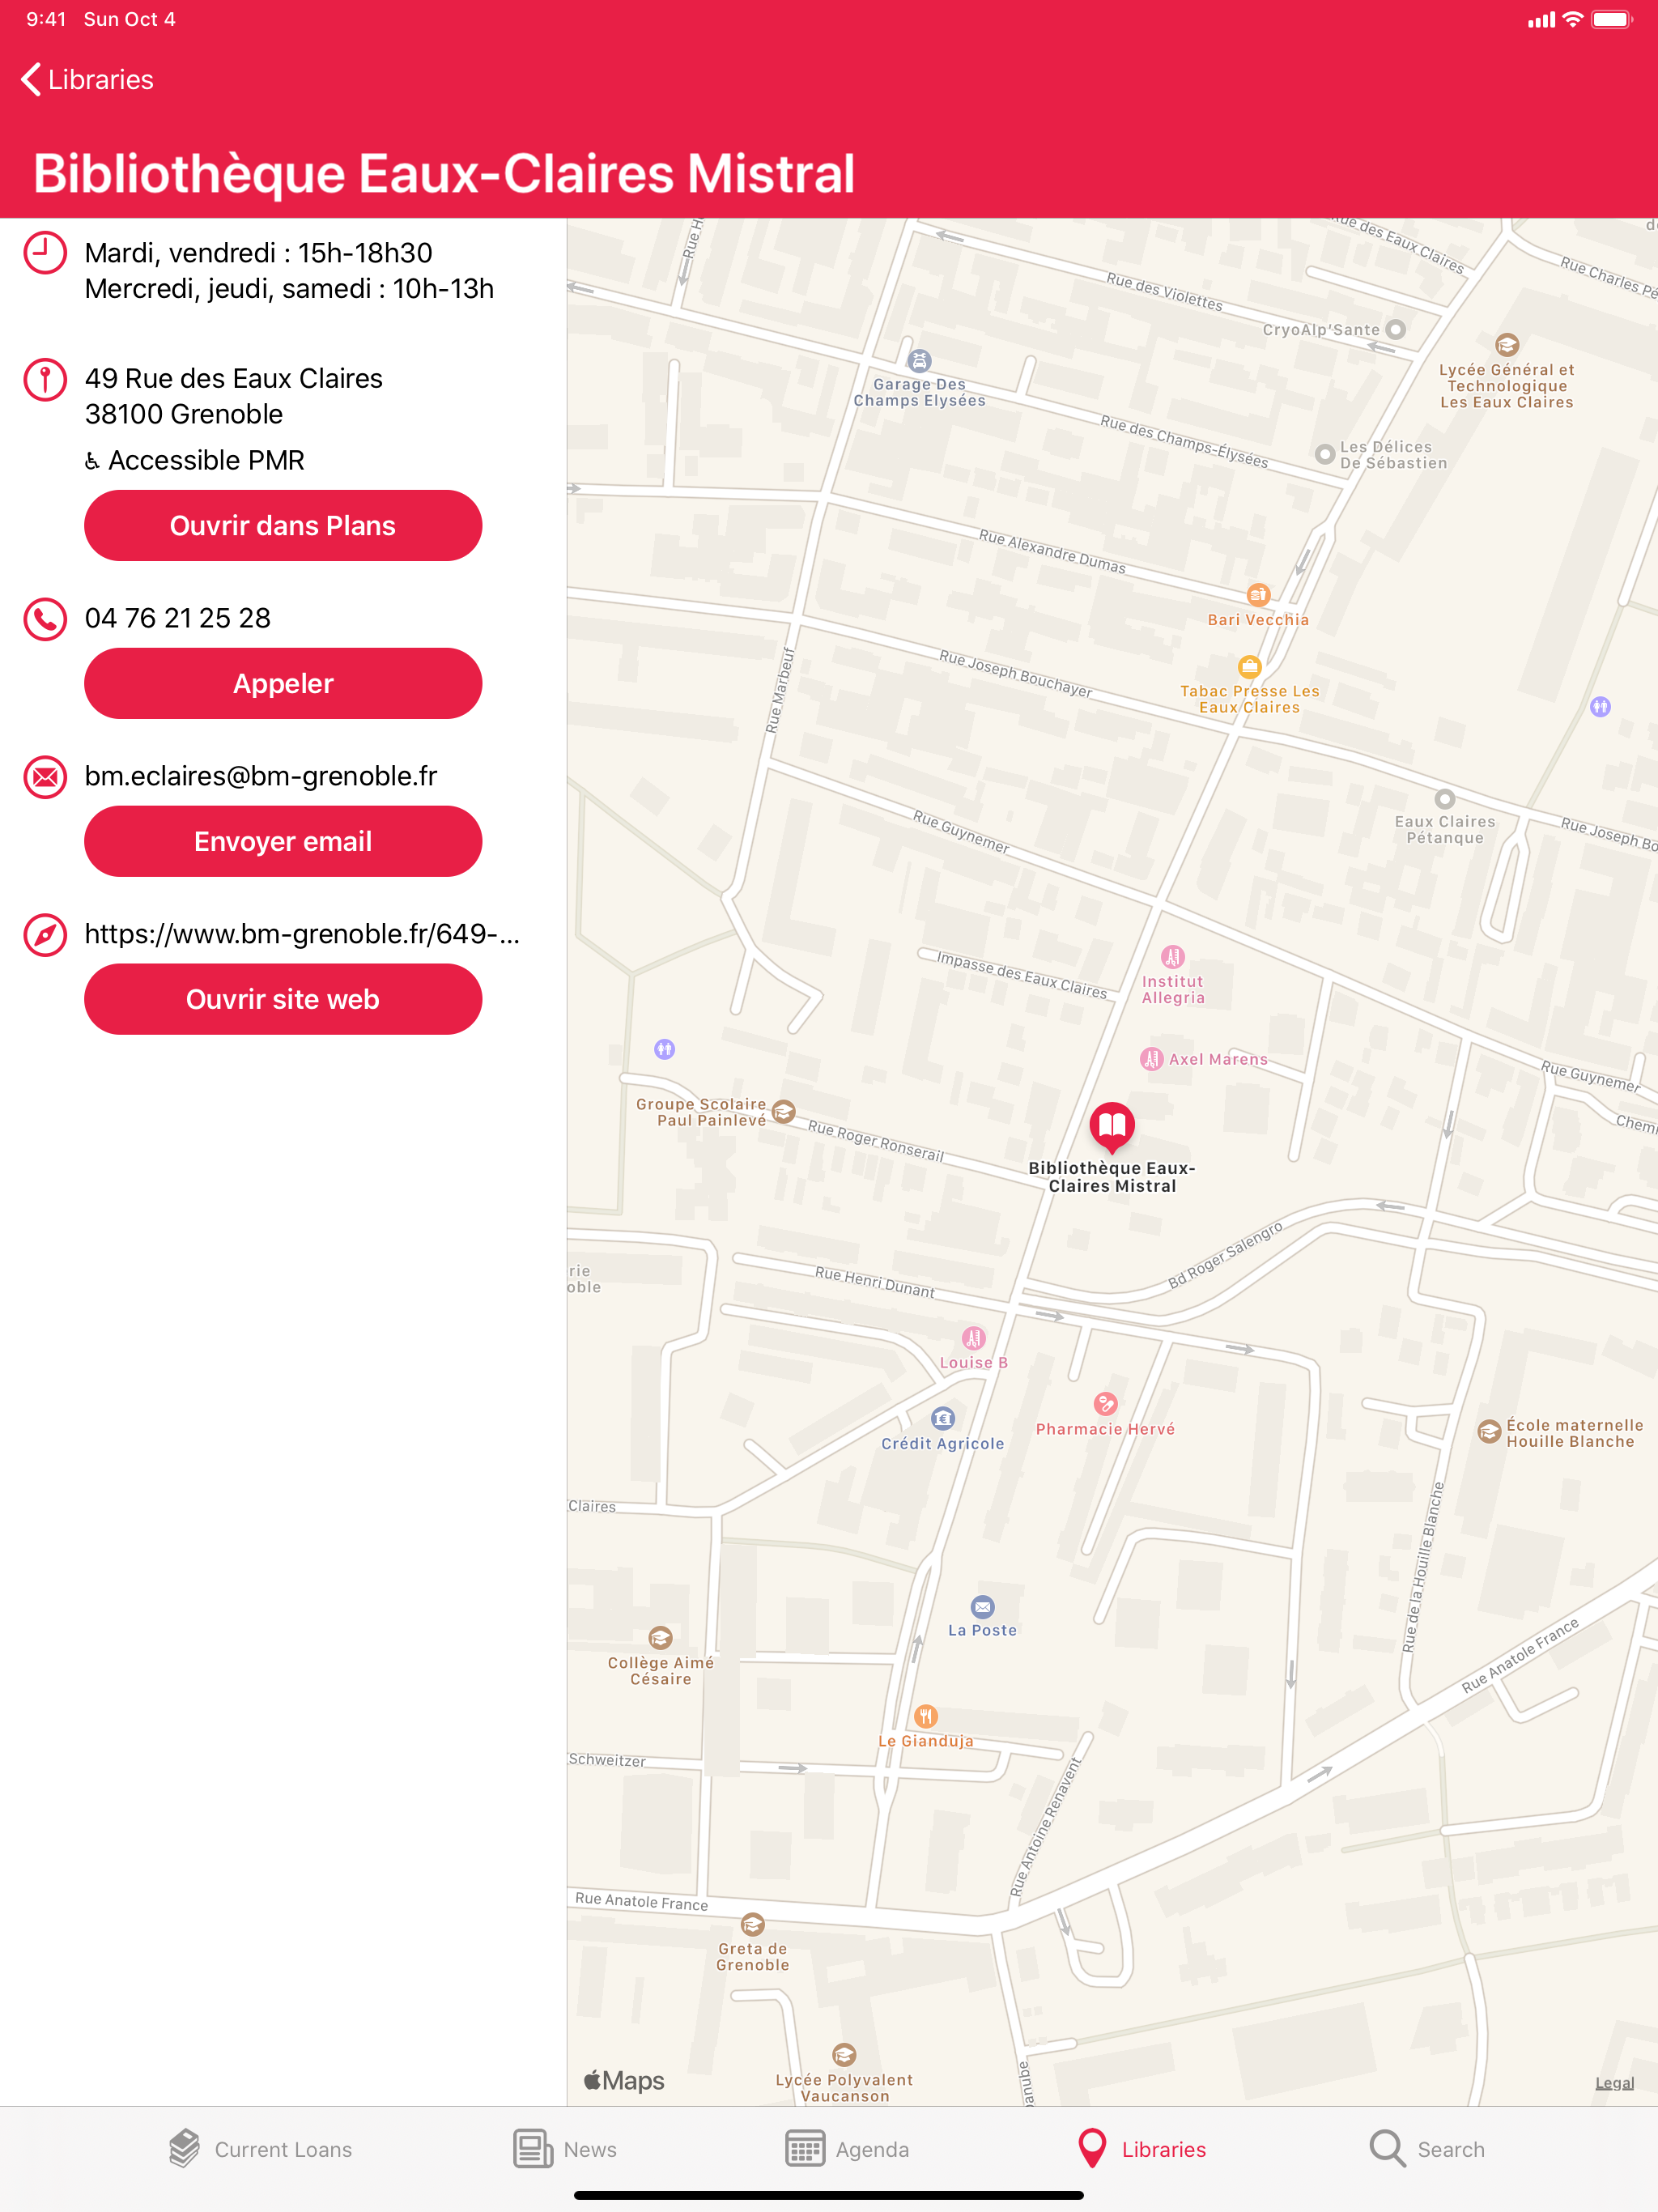 9:41 Sun Oct 4
Libraries
Bibliothèque Eaux-Claires Mistral
Mardi, vendredi : 15h-18h30
Mercredi, jeudi, samedi : 10h-13h
49 Rue des Eaux Claires
38100 Grenoble
Accessible PMR
Ouvrir dans Plans
04 76 21 25 28
Appeler
bm.eclaires@bm-grenoble.fr
Envoyer email
https://www.bm-grenoble.fr/649-...
Ouvrir site web
Rue des Eaux Claires
Rue Charles
Rue des Violettes
CryoAlp'Sante
Lycée Général et
Technologique
Les Eaux Claires
Garage Des
Champs Elysées
Rue des Champs-Élysées
Les Délices
De Sébastien
Rue Alexandre Dumas
Bari Vecchia
Rue Joseph Bouchayer
Rue Marbeuf
Tabac Presse Les
Eaux Claires
Eaux Claires
Pétanque
Rue Joseph Bo
Rue Guynemer
Impasse des Eaux Claires
Institut
Allegria
Axel Marens
Rue Guynemer
Chemi
Groupe Scolaire
Paul Painlevé
Rue Roger Ronserail
Bibliothèque Eaux-
Claires Mistral
Bd Roger Salengro
rie
oble
Rue Henri Dunant
Louise B
Crédit Agricole
Pharmacie Hervé
École maternelle
Houille Blanche
Claires
Rue de la Houille Blanche
La Poste
Collège Aimé
Césaire
Rue Anatole France
Le Gianduja
Schweitzer
Rue Antoine Renavent
Rue Anatole France
Greta de
Grenoble
Lycée Polyvalent
Vaucanson
anube
Maps
Legal
Current Loans
News
Agenda
Libraries
Search